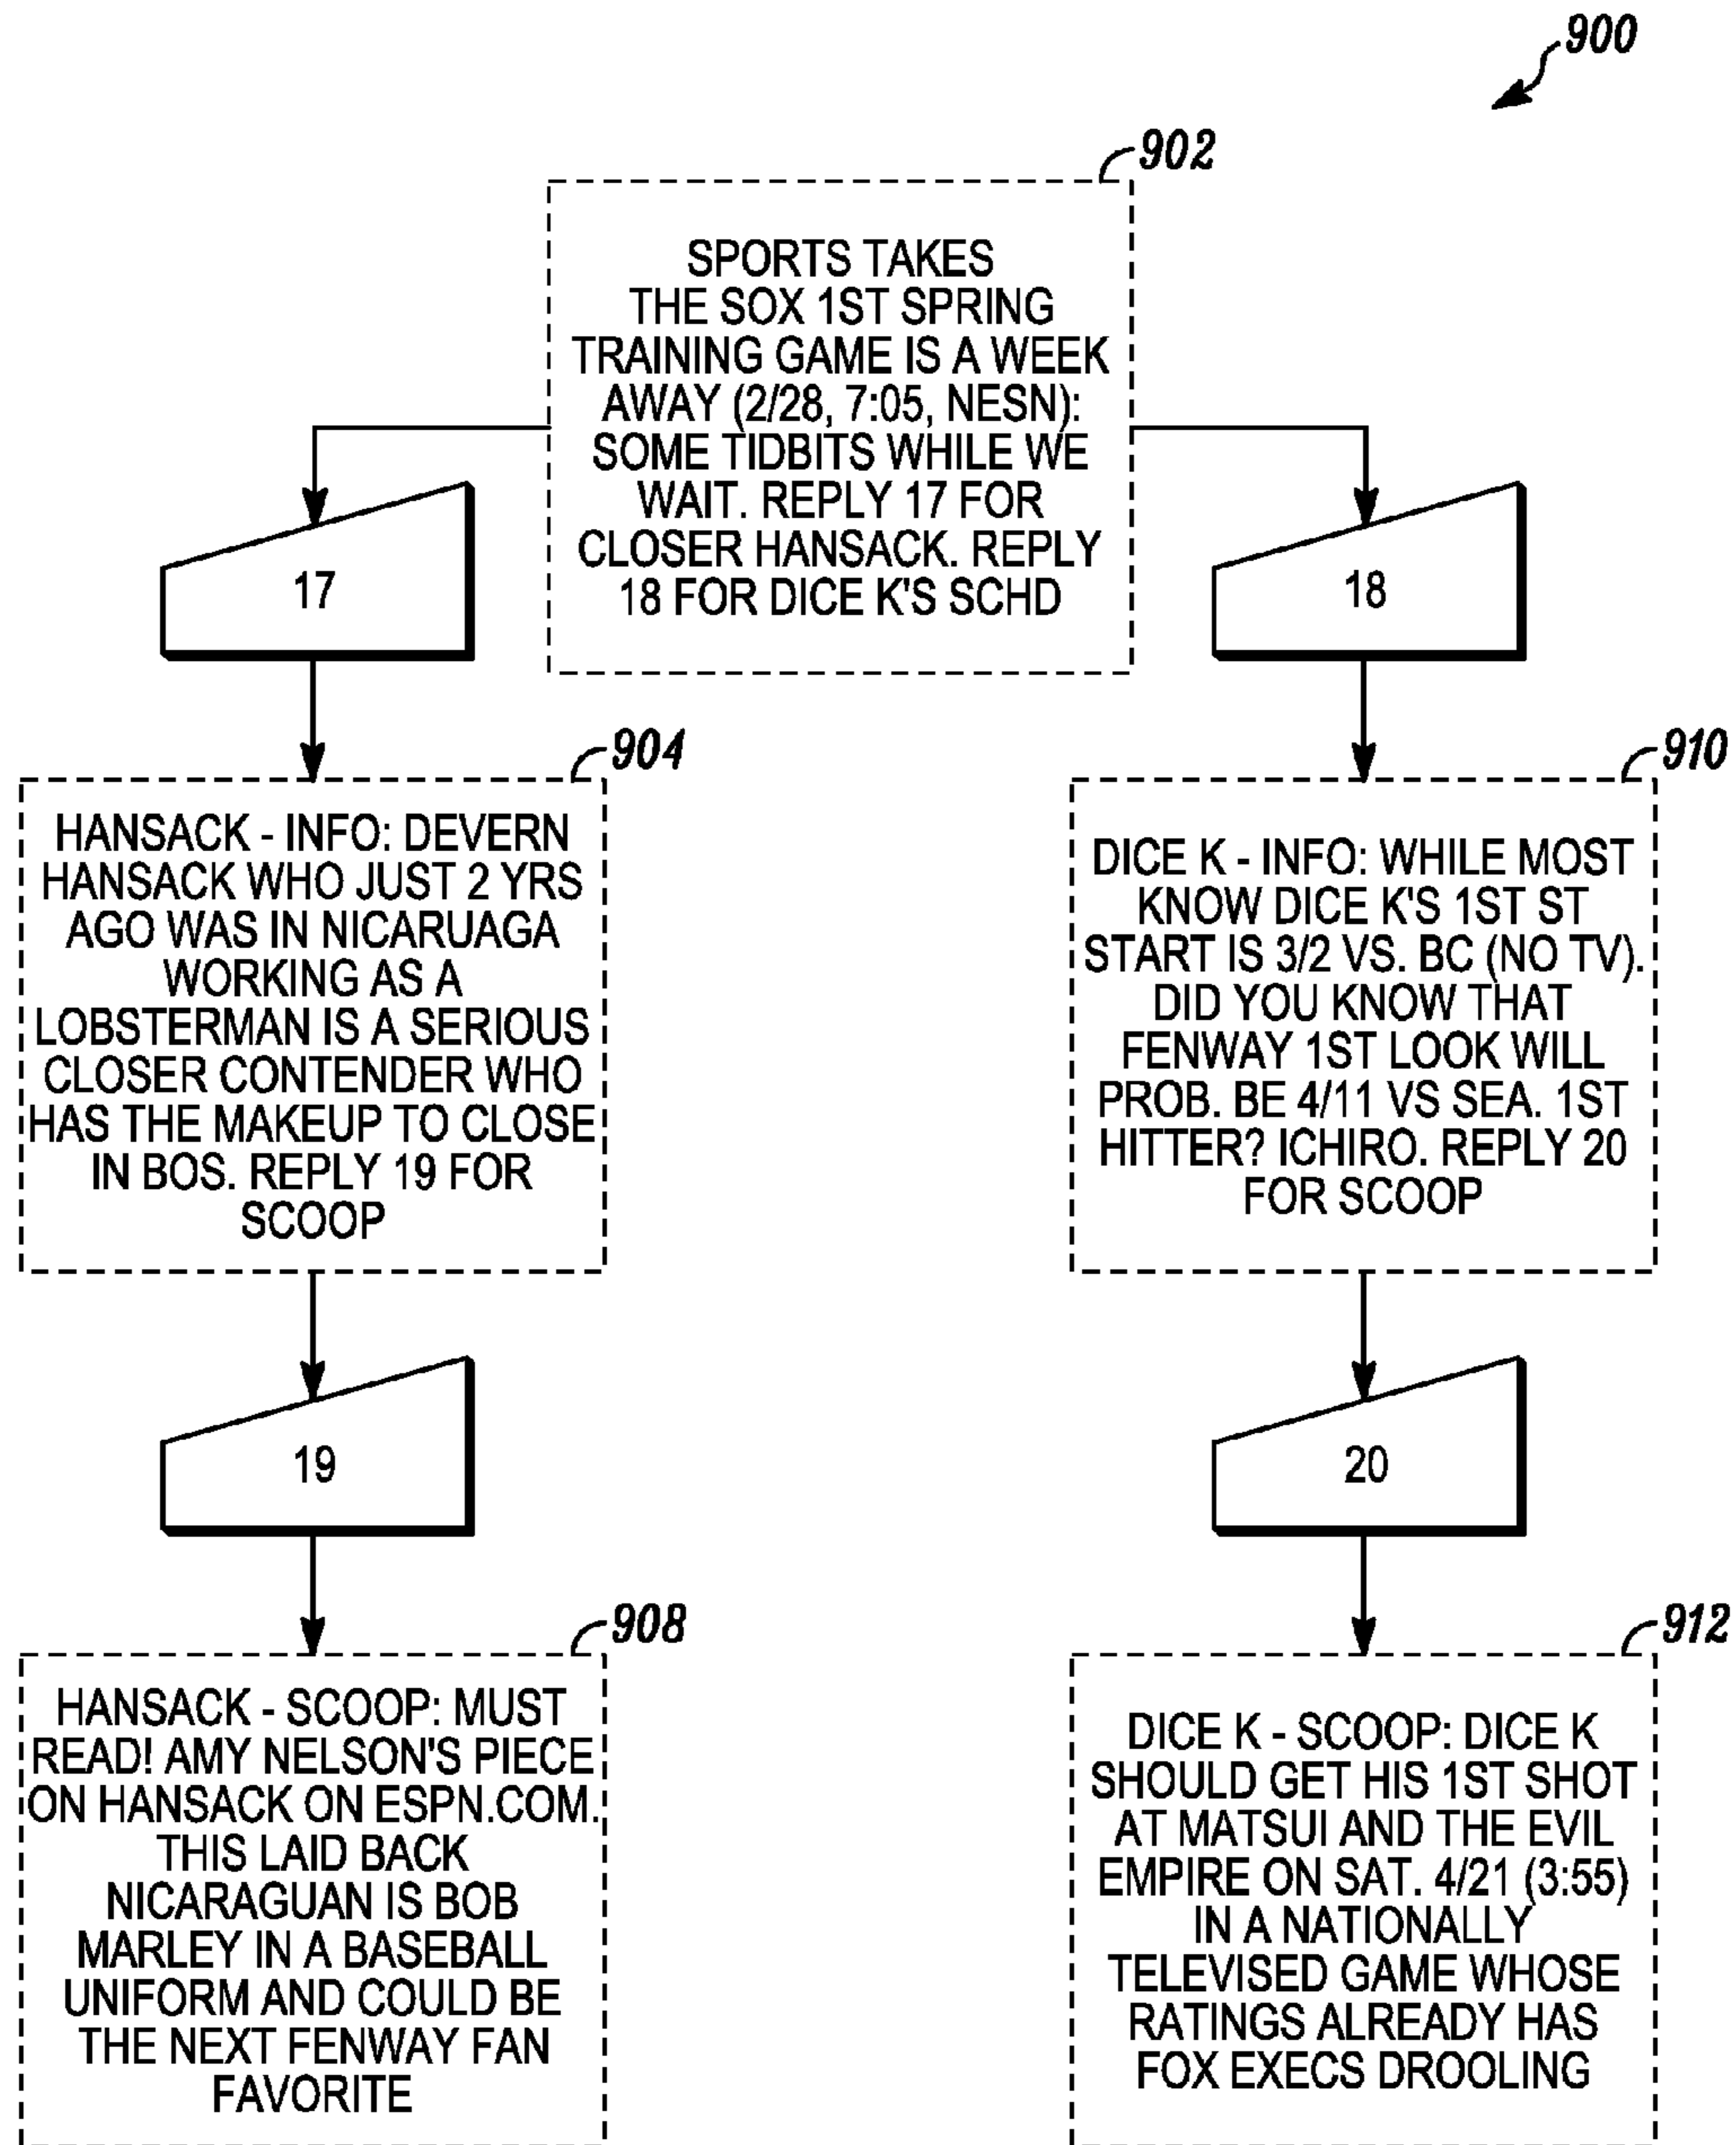 900
902
SPORTS TAKES
THE SOX 1ST SPRING
TRAINING GAME IS A WEEK
AWAY (2/28, 7:05, NESN):
SOME TIDBITS WHILE WE
WAIT. REPLY 17 FOR
CLOSER HANSACK. REPLY
18 FOR DICE K'S SCHD
17
18
904
HANSACK - INFO: DEVERN
HANSACK WHO JUST 2 YRS
AGO WAS IN NICARUAGA
WORKING AS A
LOBSTERMAN IS A SERIOUS
CLOSER CONTENDER WHO
HAS THE MAKEUP TO CLOSE
IN BOS. REPLY 19 FOR
SCOOP
910
DICE K - INFO: WHILE MOST
KNOW DICE K'S 1ST ST
START IS 3/2 VS. BC (NO TV).
DID YOU KNOW THAT
FENWAY 1ST LOOK WILL
PROB. BE 4/11 VS SEA. 1ST
HITTER? ICHIRO. REPLY 20
FOR SCOOP
19
20
908
HANSACK - SCOOP: MUST
READ! AMY NELSON'S PIECE
ON HANSACK ON ESPN.COM.
THIS LAID BACK
NICARAGUAN IS BOB
MARLEY IN A BASEBALL
UNIFORM AND COULD BE
THE NEXT FENWAY FAN
FAVORITE
912
DICE K - SCOOP: DICE K
SHOULD GET HIS 1ST SHOT
AT MATSUI AND THE EVIL
EMPIRE ON SAT. 4/21 (3:55)
IN A NATIONALLY
TELEVISED GAME WHOSE
RATINGS ALREADY HAS
FOX EXECS DROOLING